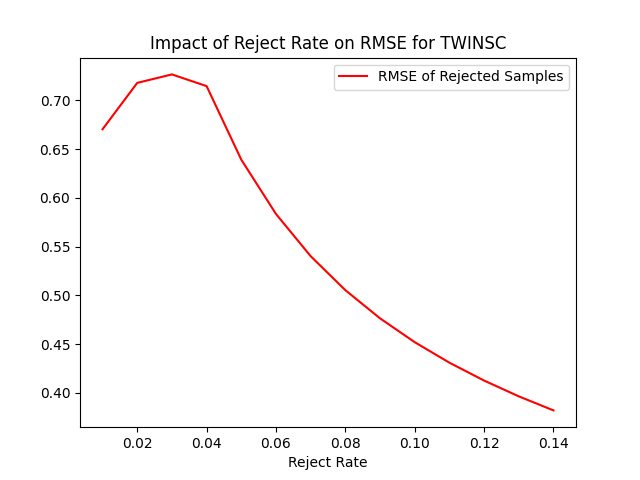 Impact of Reject Rate on RMSE for TWINSC
RMSE of Rejected Samples
0.70
0.65
0.60
0.55
0.50
0.45
0.40
0.02 0.04 0.06 0.08 0.10 0.12 0.14
Reject Rate